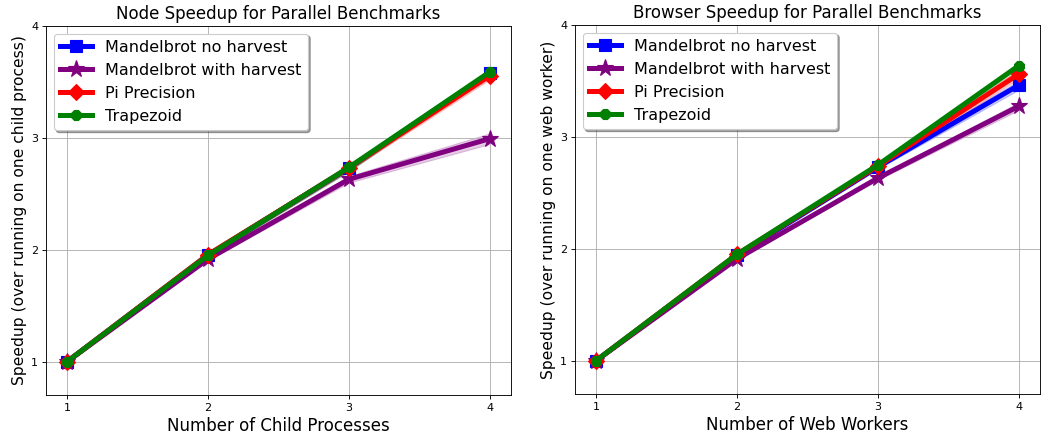 Node Speedup for Parallel Benchmarks
Speedup (over running on one child process)
4
3
2
1
Mandelbrot no harvest
Mandelbrot with harvest
Pi Precision
Trapezoid
1 2 3 4
Number of Child Processes
Browser Speedup for Parallel Benchmarks
Speedup (over running on one web worker)
4
3
2
1
Mandelbrot no harvest
Mandelbrot with harvest
Pi Precision
Trapezoid
1 2 3 4
Number of Web Workers